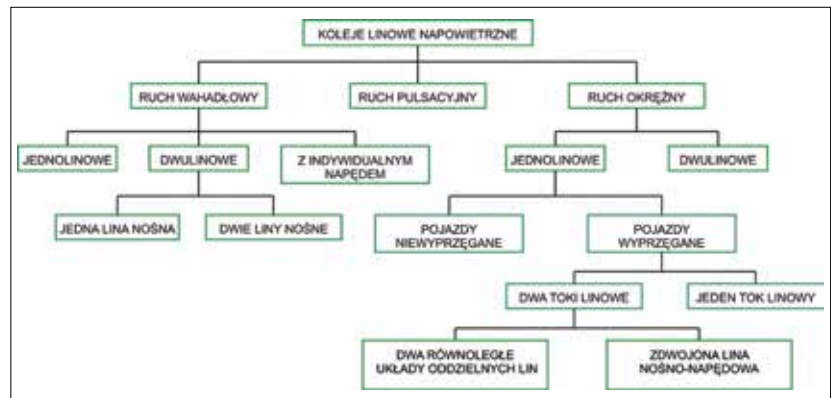 KOLEJE LINOWE NAPOWIETRZNE
RUCH WAHADŁOWY
RUCH PULSACYJNY
RUCH OKRĘŻNY
JEDNOLINOWE
DWULINOWE
Z INDYWIDUALNYM
NAPĘDEM
JEDNOLINOWE
DWULINOWE
JEDNA LINA NOŚNA
DWIE LINY NOŚNE
POJAZDY
NIEWYPRZĘGANE
POJAZDY
WYPRZĘGANE
DWA TOKI LINOWE
JEDEN TOK LINOWY
DWA RÓWNOLEGŁE
UKŁADY ODDZIELNYCH LIN
ZDWOJONA LINA
NOŚNO-NAPĘDOWA